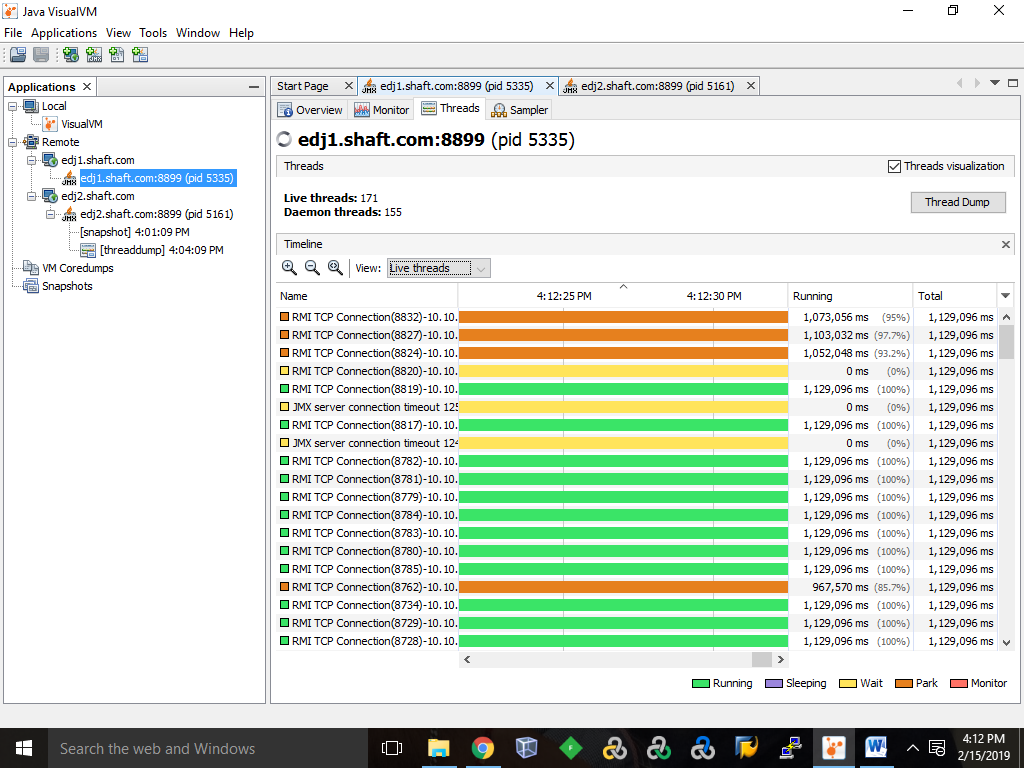 Java VisualVM
File Applications View Tools Window Help
Applications
Local
VisualVM
Remote
edj1.shaft.com
edj1.shaft.com:8899 (pid 5335)
edj2.shaft.com
edj2.shaft.com:8899 (pid 5161)
[snapshot] 4:01:09 PM
[threaddump] 4:04:09 PM
VM Coredumps
Snapshots
Start Page edj1.shaft.com:8899 (pid 5335) edj2.shaft.com:8899 (pid 5161)
Overview Monitor Threads Sampler
edj1.shaft.com:8899 (pid 5335)
Threads Threads visualization
Live threads: 171
Daemon threads: 155
Thread Dump
Timeline
View: Live threads
Name 4:12:25 PM 4:12:30 PM Running Total
RMI TCP Connection(8832)-10.10. 1,073,056 ms (95%) 1,129,096 ms
RMI TCP Connection(8827)-10.10. 1,103,032 ms (97.7%) 1,129,096 ms
RMI TCP Connection(8824)-10.10. 1,052,048 ms (93.2%) 1,129,096 ms
RMI TCP Connection(8820)-10.10. 0 ms (0%) 1,129,096 ms
RMI TCP Connection(8819)-10.10. 1,129,096 ms (100%) 1,129,096 ms
JMX server connection timeout 125 0 ms (0%) 1,129,096 ms
RMI TCP Connection(8817)-10.10. 1,129,096 ms (100%) 1,129,096 ms
JMX server connection timeout 124 0 ms (0%) 1,129,096 ms
RMI TCP Connection(8782)-10.10. 1,129,096 ms (100%) 1,129,096 ms
RMI TCP Connection(8781)-10.10. 1,129,096 ms (100%) 1,129,096 ms
RMI TCP Connection(8779)-10.10. 1,129,096 ms (100%) 1,129,096 ms
RMI TCP Connection(8784)-10.10. 1,129,096 ms (100%) 1,129,096 ms
RMI TCP Connection(8783)-10.10. 1,129,096 ms (100%) 1,129,096 ms
RMI TCP Connection(8780)-10.10. 1,129,096 ms (100%) 1,129,096 ms
RMI TCP Connection(8785)-10.10. 1,129,096 ms (100%) 1,129,096 ms
RMI TCP Connection(8762)-10.10. 967,570 ms (85.7%) 1,129,096 ms
RMI TCP Connection(8734)-10.10. 1,129,096 ms (100%) 1,129,096 ms
RMI TCP Connection(8729)-10.10. 1,129,096 ms (100%) 1,129,096 ms
RMI TCP Connection(8728)-10.10. 1,129,096 ms (100%) 1,129,096 ms
Running Sleeping Wait Park Monitor
Search the web and Windows
4:12 PM
2/15/2019